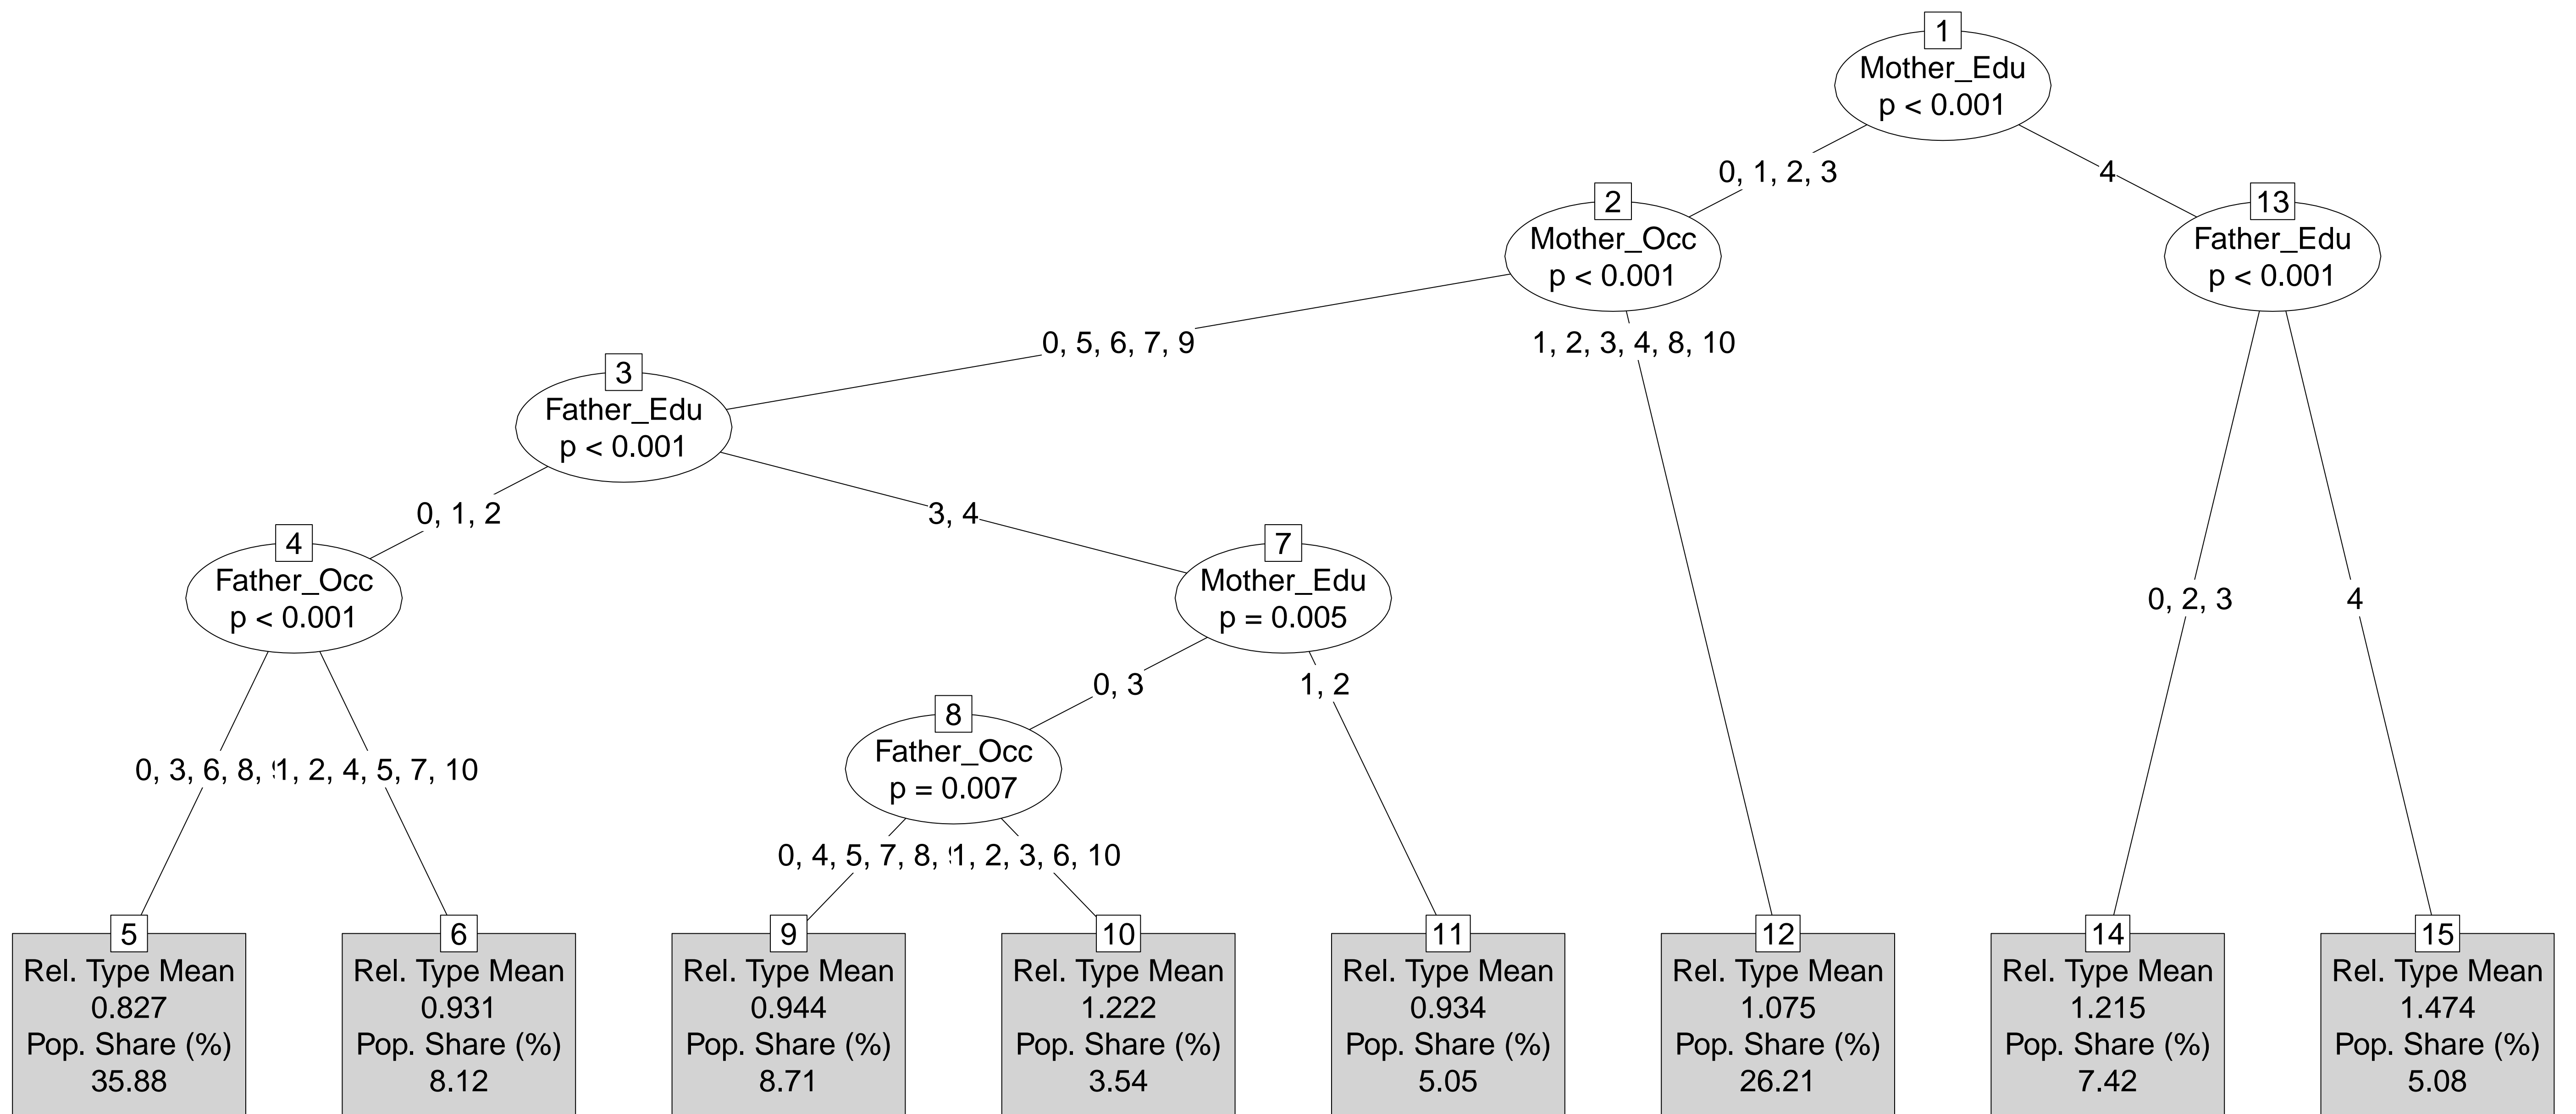 1
Mother_Edu
p < 0.001
0, 1, 2, 3
4
2
Mother_Occ
p < 0.001
13
Father_Edu
p < 0.001
0, 5, 6, 7, 9
1, 2, 3, 4, 8, 10
3
Father_Edu
p < 0.001
0, 1, 2
3, 4
4
Father_Occ
p < 0.001
7
Mother_Edu
p = 0.005
0, 2, 3
4
0, 3
1, 2
8
Father_Occ
p = 0.007
0, 3, 6, 8,
1, 2, 4, 5, 7, 10
0, 4, 5, 7, 8,
1, 2, 3, 6, 10
5
Rel. Type Mean
0.827
Pop. Share (%)
35.88
6
Rel. Type Mean
0.931
Pop. Share (%)
8.12
9
Rel. Type Mean
0.944
Pop. Share (%)
8.71
10
Rel. Type Mean
1.222
Pop. Share (%)
3.54
11
Rel. Type Mean
0.934
Pop. Share (%)
5.05
12
Rel. Type Mean
1.075
Pop. Share (%)
26.21
14
Rel. Type Mean
1.215
Pop. Share (%)
7.42
15
Rel. Type Mean
1.474
Pop. Share (%)
5.08